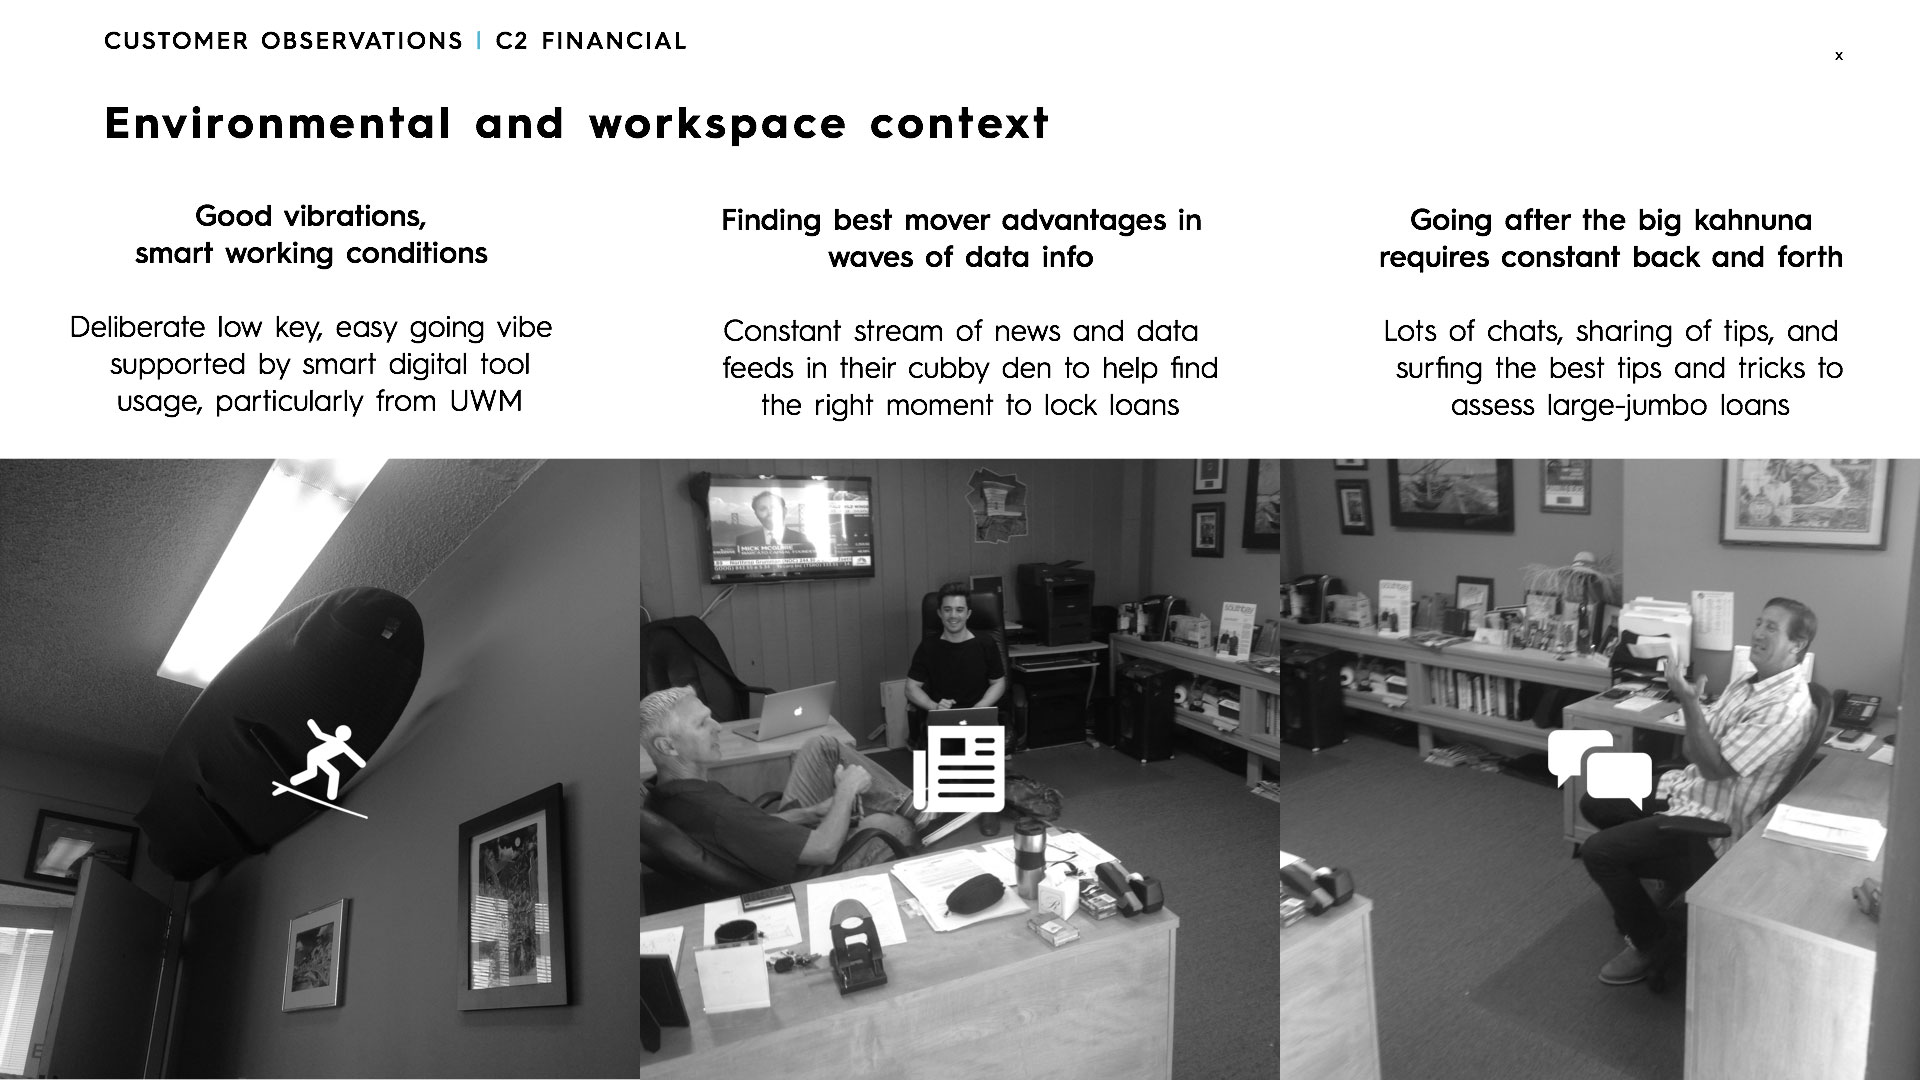 CUSTOMER OBSERVATIONS | C2 FINANCIAL
x
Environmental and workspace context
Good vibrations,
smart working conditions
Deliberate low key, easy going vibe
supported by smart digital tool
usage, particularly from UWM
Finding best mover advantages in
waves of data info
Constant stream of news and data
feeds in their cubby den to help find
the right moment to lock loans
Going after the big kahnuna
requires constant back and forth
Lots of chats, sharing of tips, and
surfing the best tips and tricks to
assess large-jumbo loans
MICK MCGUIRE